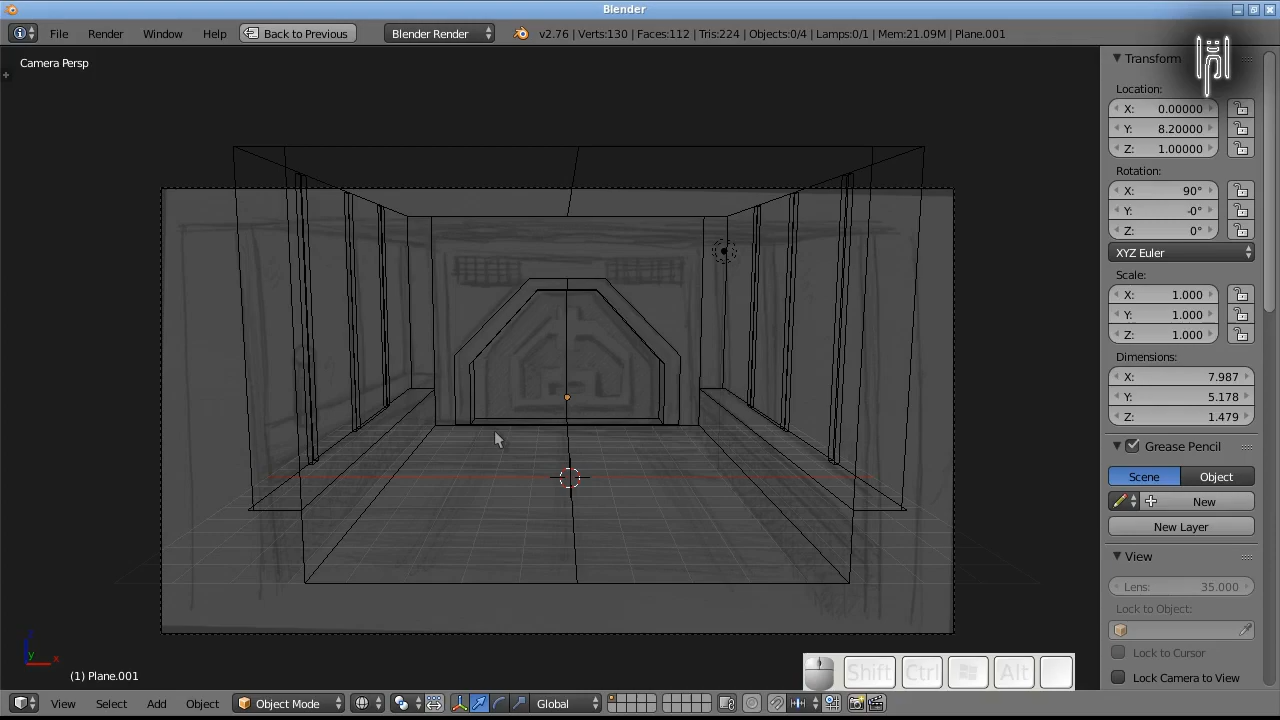 Blender
File Render Window Help Back to Previous Blender Render v2.76 | Verts:130 | Faces:112 | Tris:224 | Objects:0/4 | Lamps:0/1 | Mem:21.09M | Plane.001
Camera Persp
Transform
Location:
X: 0.00000
Y: 8.20000
Z: 1.00000
Rotation:
X: 90°
Y: -0°
Z: 0°
XYZ Euler
Scale:
X: 1.000
Y: 1.000
Z: 1.000
Dimensions:
X: 7.987
Y: 5.178
Z: 1.479
Grease Pencil
Scene Object
New
New Layer
View
Lens: 35.000
Lock to Object:
Lock to Cursor
Lock Camera to View
z
y x
(1) Plane.001
Shift Ctrl Alt
View Select Add Object Object Mode Global